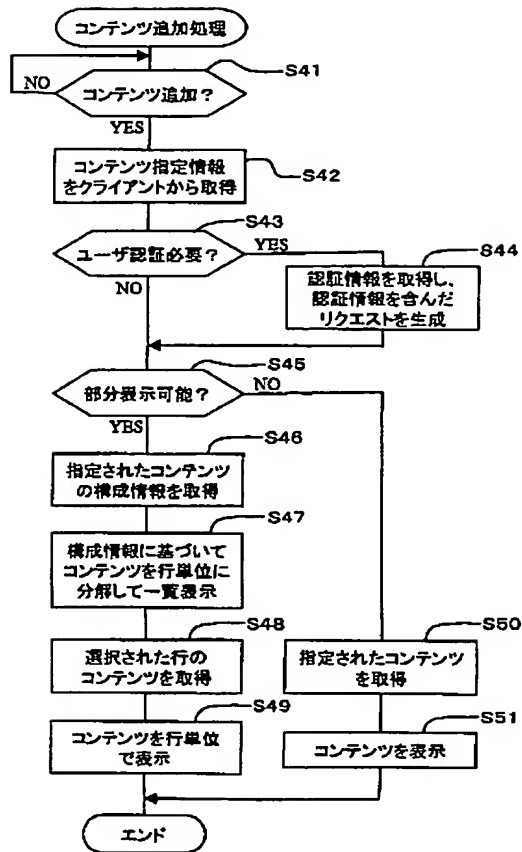 コンテンツ追加処理
S41
NO
コンテンツ追加？
YES
コンテンツ指定情報
をクライアントから取得
S42
S43
ユーザ認証必要？
YES
NO
S44
認証情報を取得し、
認証情報を含んだ
リクエストを生成
S45
部分表示可能？
NO
YES
S46
指定されたコンテンツ
の構成情報を取得
S47
構成情報に基づいて
コンテンツを行単位に
分解して一覧表示
S48
選択された行の
コンテンツを取得
S50
指定されたコンテンツ
を取得
S49
コンテンツを行単位
で表示
S51
コンテンツを表示
エンド